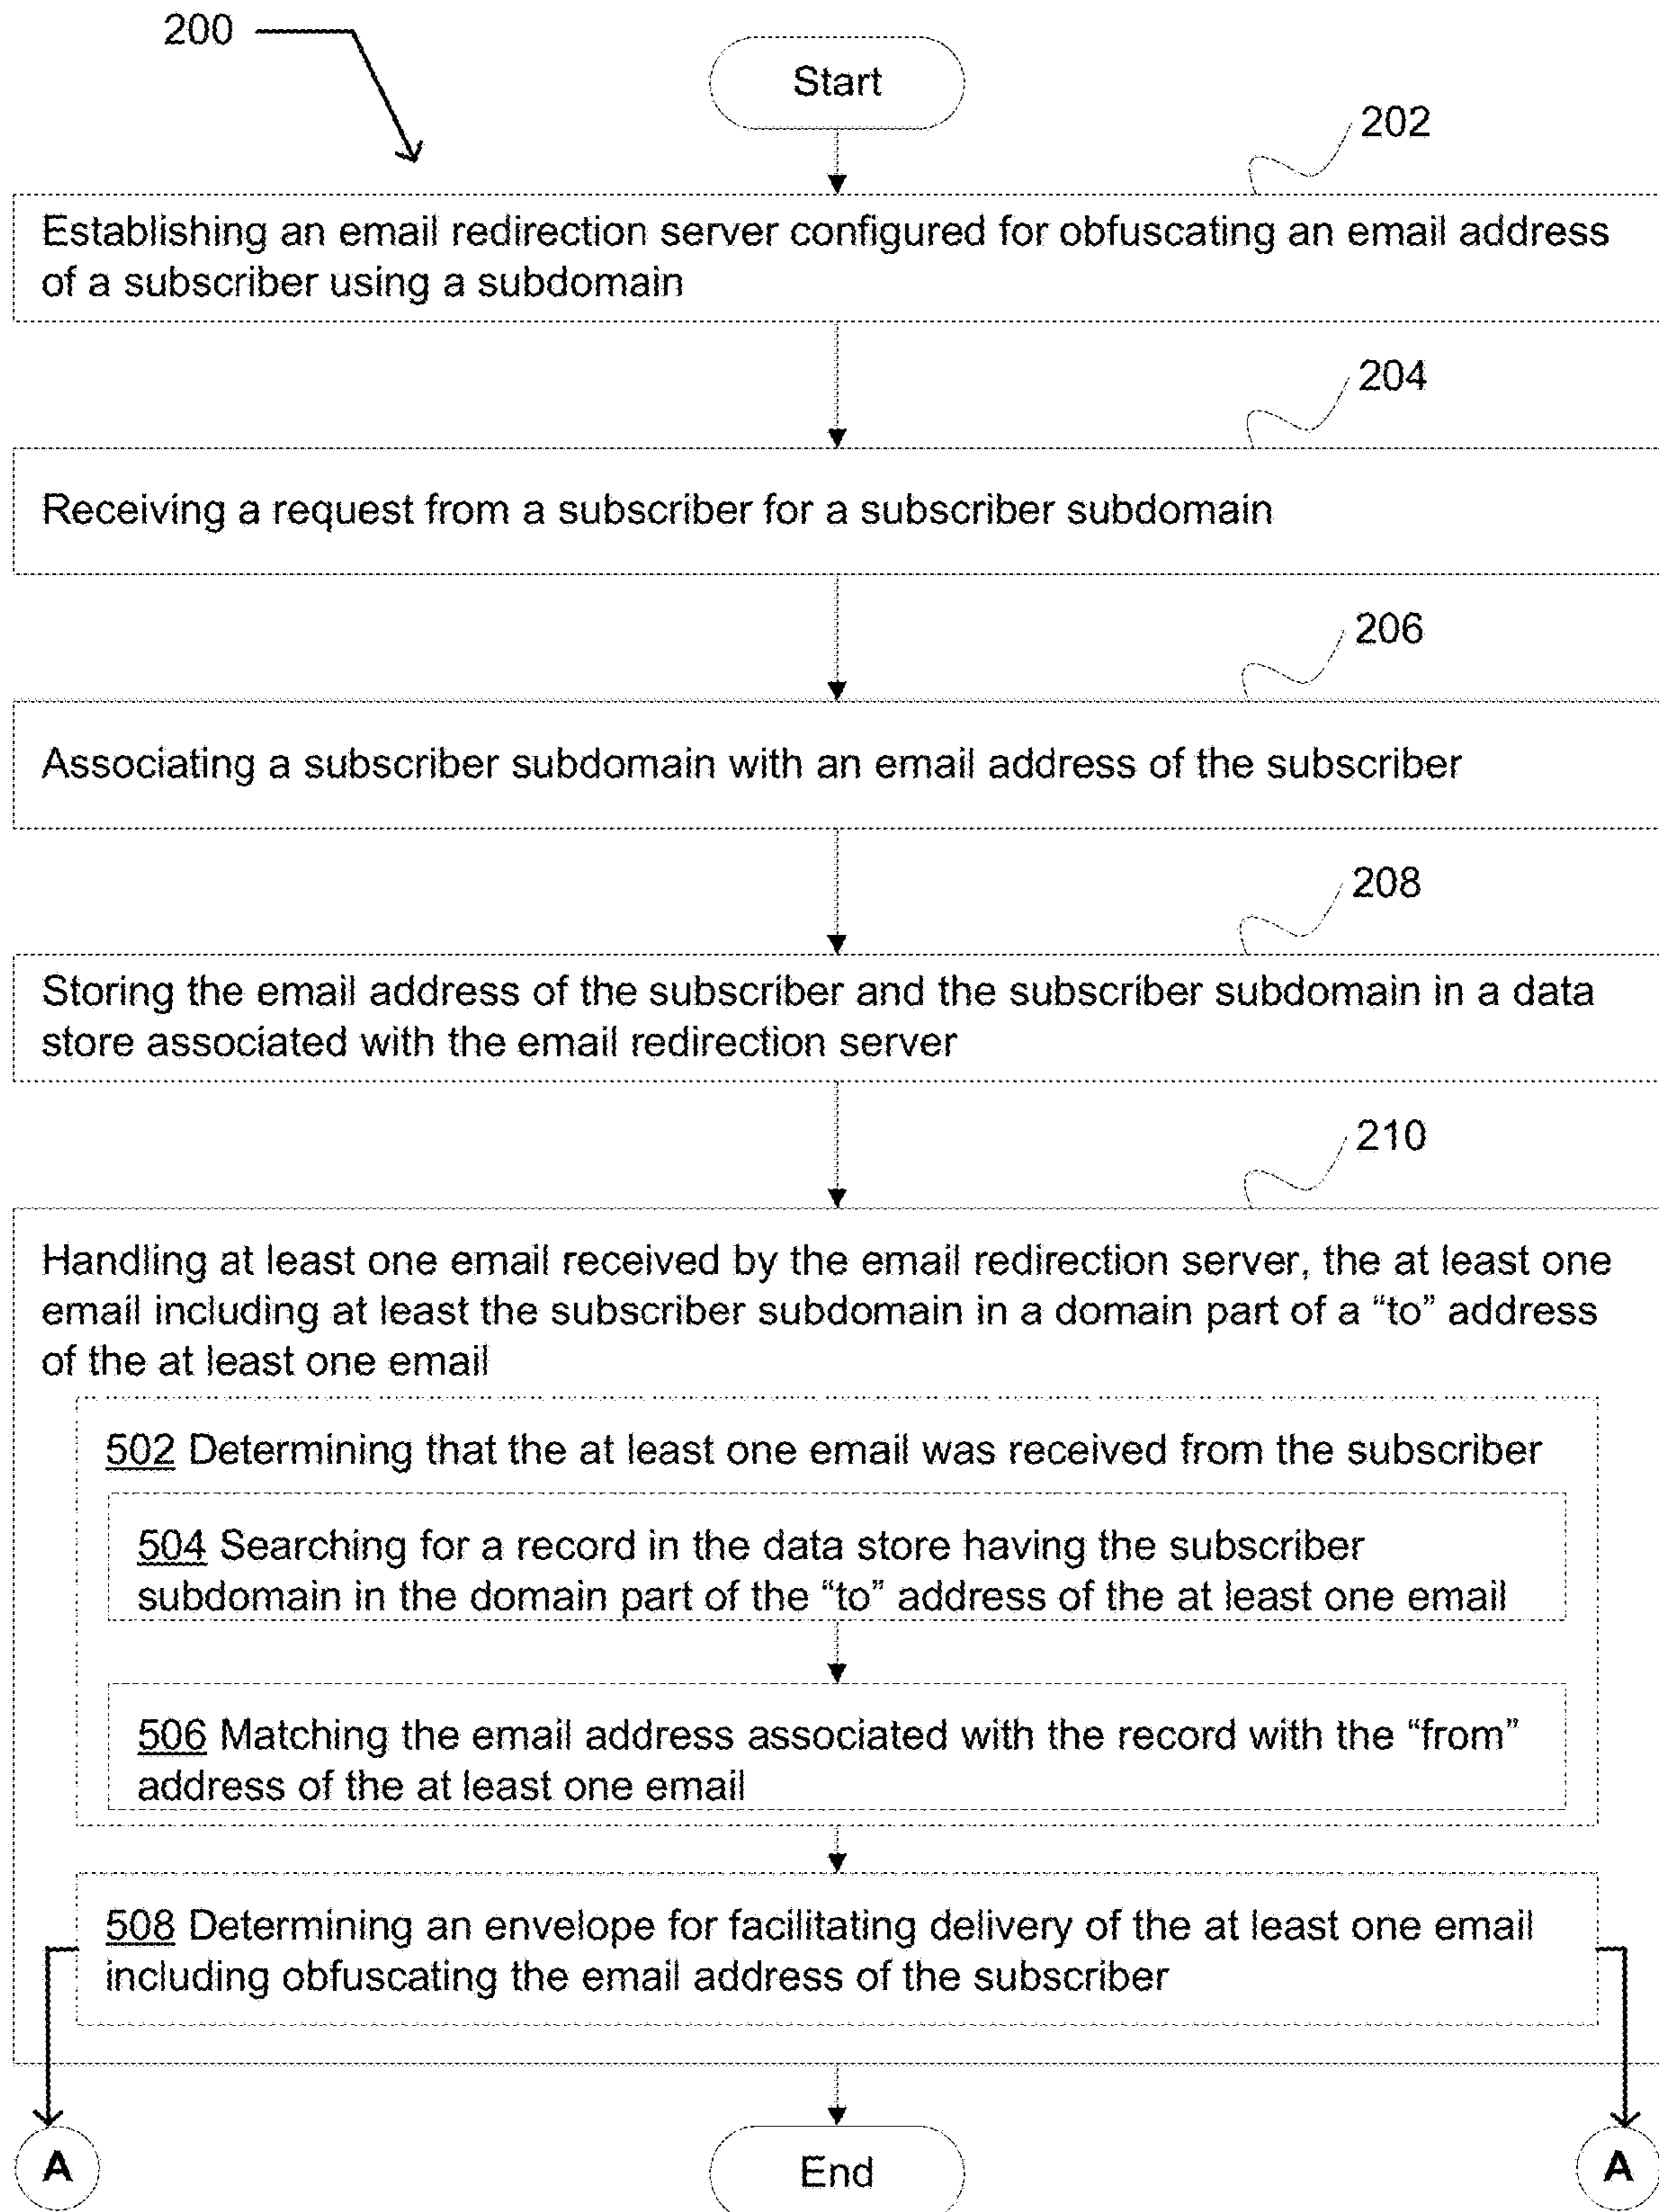 200
Start
202
Establishing an email redirection server configured for obfuscating an email address
of a subscriber using a subdomain
204
Receiving a request from a subscriber for a subscriber subdomain
206
Associating a subscriber subdomain with an email address of the subscriber
208
Storing the email address of the subscriber and the subscriber subdomain in a data
store associated with the email redirection server
210
Handling at least one email received by the email redirection server, the at least one
email including at least the subscriber subdomain in a domain part of a “to” address
of the at least one email
502 Determining that the at least one email was received from the subscriber
504 Searching for a record in the data store having the subscriber
subdomain in the domain part of the “to” address of the at least one email
506 Matching the email address associated with the record with the “from”
address of the at least one email
508 Determining an envelope for facilitating delivery of the at least one email
including obfuscating the email address of the subscriber
A
End
A